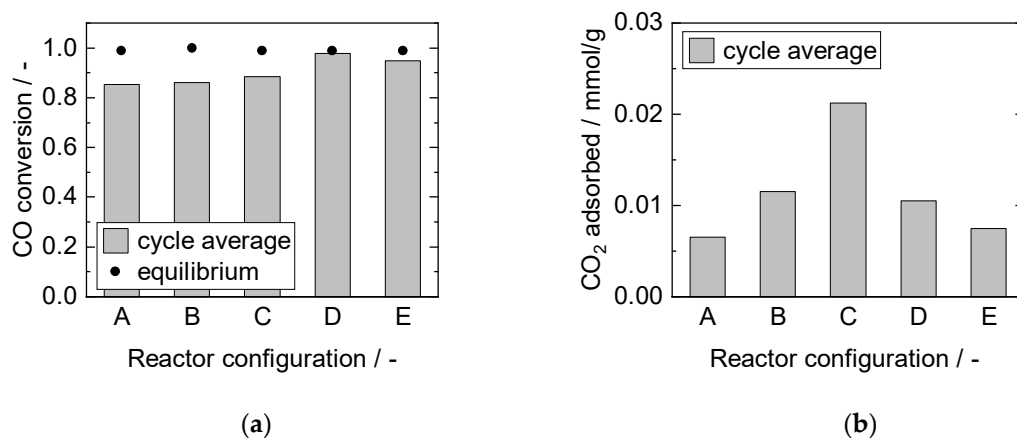 CO conversion / -
1.0
0.8
0.6
0.4
0.2
0.0
cycle average
equilibrium
A B C D E
Reactor configuration / -
(a)
CO₂ adsorbed / mmol/g
0.03
0.02
0.01
0.00
cycle average
A B C D E
Reactor configuration / -
(b)